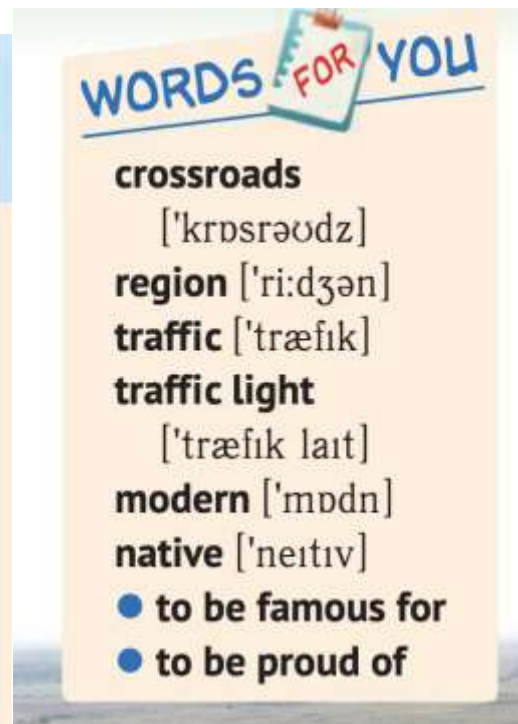 WORDS FOR YOU
crossroads
['krɒsrəʊdz]
region ['ri:dʒən]
traffic ['træfɪk]
traffic light
['træfɪk laɪt]
modern ['mɒdn]
native ['neɪtɪv]
● to be famous for
● to be proud of